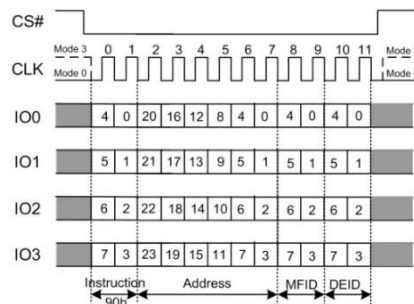 CS#
Mode 3 0 1 2 3 4 5 6 7 8 9 10 11 Mode
CLK Mode 0
IO0 4 0 20 16 12 8 4 0 4 0 4 0
IO1 5 1 21 17 13 9 5 1 5 1 5 1
IO2 6 2 22 18 14 10 6 2 6 2 6 2
IO3 7 3 23 19 15 11 7 3 7 3 7 3
Instruction Address MFID DEID
90h